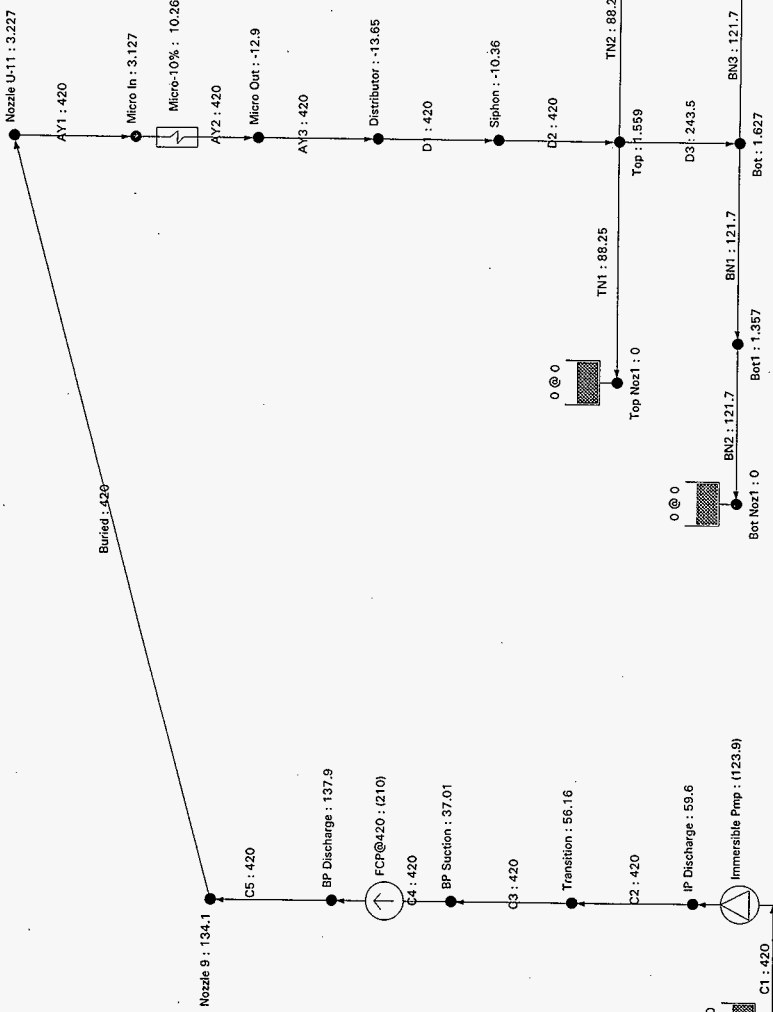 Nozzle U-11 : 3.227
AY1 : 420
Micro In : 3.127
Micro-10% : 10.26
AY2 : 420
Micro Out : -12.9
AY3 : 420
Distributor : -13.65
D1 : 420
Siphon : -10.36
D2 : 420
TN2 : 88.2
Top : 1.559
D3 : 243.5
BN3 : 121.7
Bot : 1.627
TN1 : 88.25
BN1 : 121.7
0 @ 0
Top Noz1 : 0
Bot1 : 1.357
BN2 : 121.7
0 @ 0
Bot Noz1 : 0
Buried : 420
Nozzle 9 : 134.1
C5 : 420
BP Discharge : 137.9
FCP@420 : (210)
C4 : 420
BP Suction : 37.01
C3 : 420
Transition : 56.16
C2 : 420
IP Discharge : 59.6
Immersible Pmp : (123.9)
C1 : 420
0